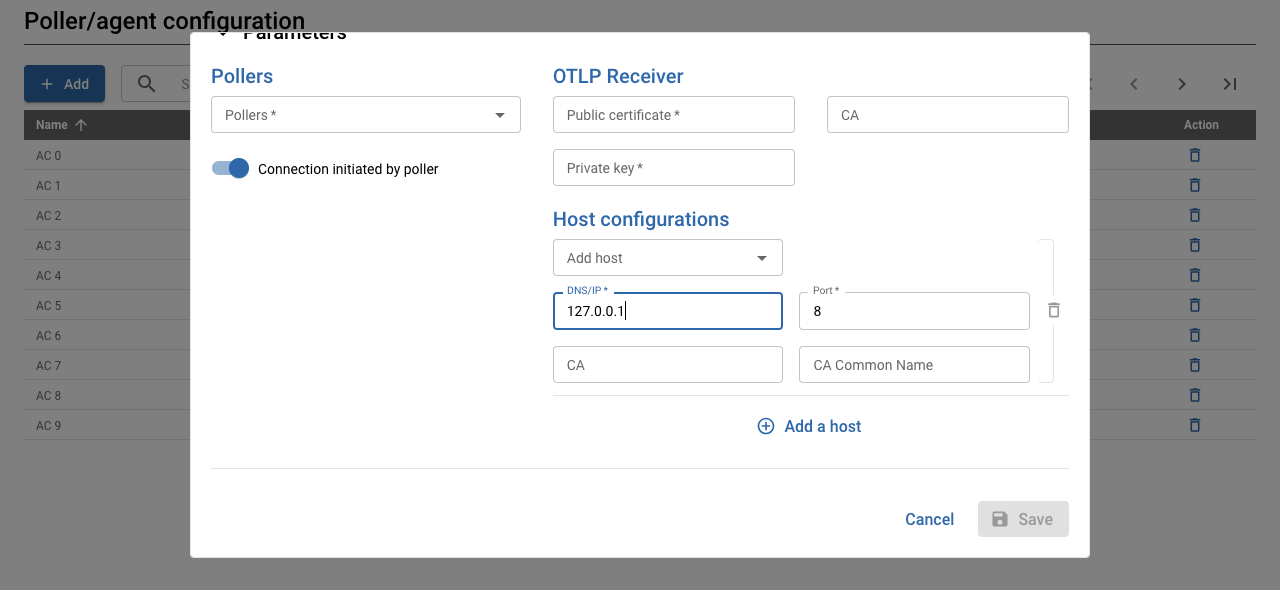 Poller/agent configuration
Parameters
Add
S
Name
Action
AC 0
AC 1
AC 2
AC 3
AC 4
AC 5
AC 6
AC 7
AC 8
AC 9
Pollers
Pollers *
Connection initiated by poller
OTLP Receiver
Public certificate *
CA
Private key *
Host configurations
Add host
DNS/IP *
127.0.0.1
Port *
8
CA
CA Common Name
Add a host
Cancel
Save